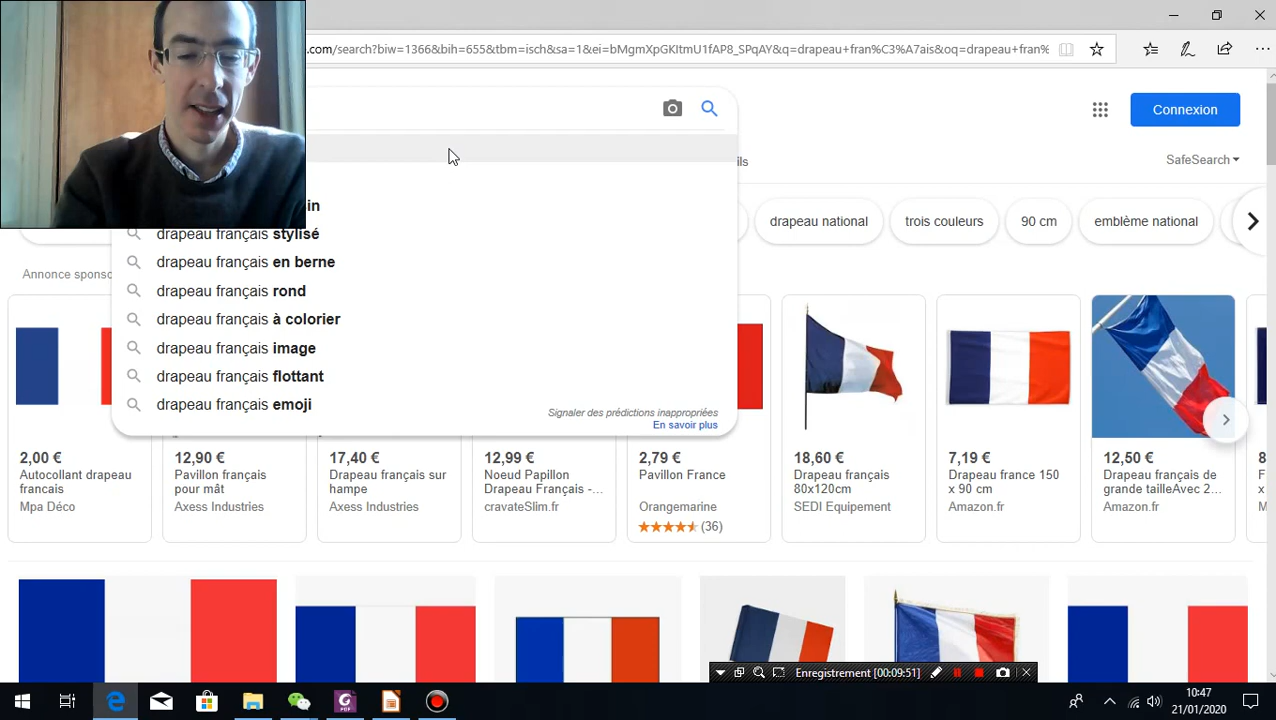 .com/search?biw=1366&bih=655&tbm=isch&sa=1&ei=bMgmXpGKItmU1fAP8_SPqAY&q=drapeau+fran%C3%A7ais&oq=drapeau+fran%
Connexion
SafeSearch
ils
in
drapeau français stylisé
drapeau français en berne
drapeau français rond
drapeau français à colorier
drapeau français image
drapeau français flottant
drapeau français emoji
Signaler des prédictions inappropriées
En savoir plus
drapeau national
trois couleurs
90 cm
emblème national
Annonce sponso
2,00 €
Autocollant drapeau
francais
Mpa Déco
12,90 €
Pavillon français
pour mât
Axess Industries
17,40 €
Drapeau français sur
hampe
Axess Industries
12,99 €
Noeud Papillon
Drapeau Français -...
cravateSlim.fr
2,79 €
Pavillon France
Orangemarine
(36)
18,60 €
Drapeau français
80x120cm
SEDI Equipement
7,19 €
Drapeau france 150
x 90 cm
Amazon.fr
12,50 €
Drapeau français de
grande tailleAvec 2...
Amazon.fr
Enregistrement [00:09:51]
10:47
21/01/2020